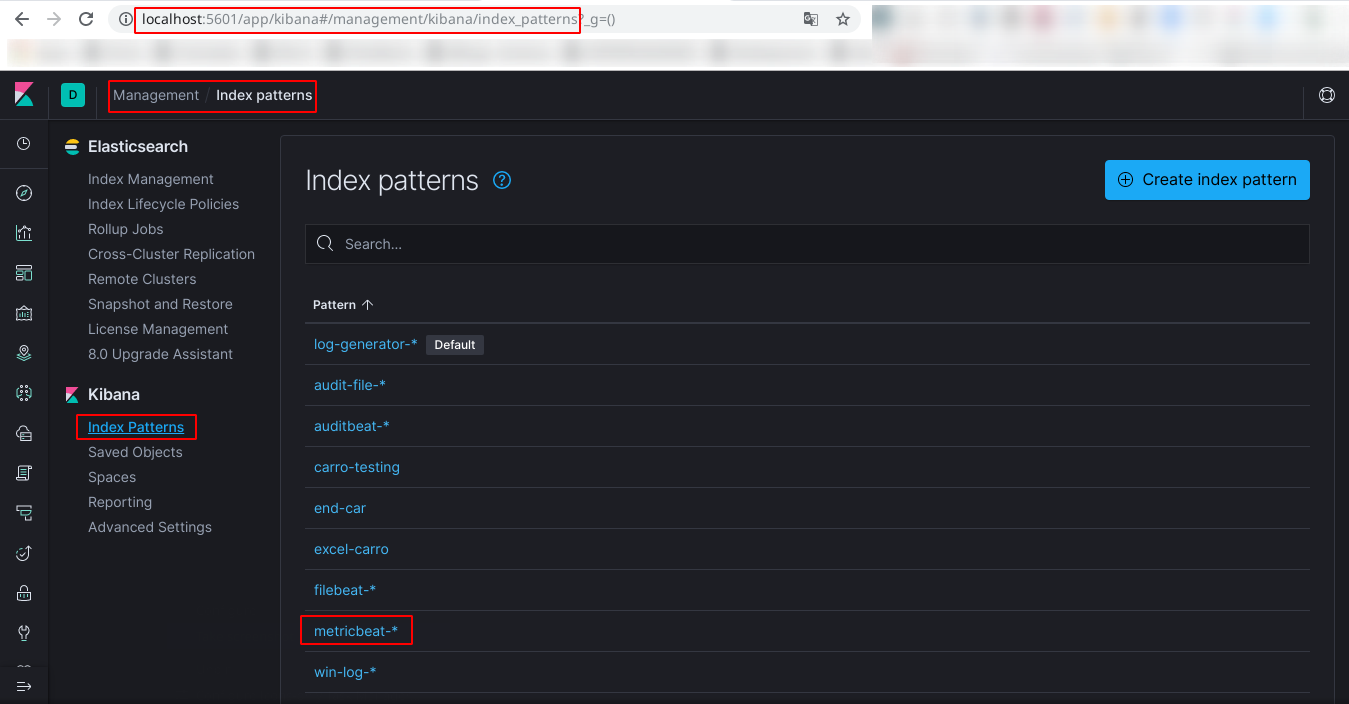 localhost:5601/app/kibana#/management/kibana/index_patterns?_g=()
D
Management / Index patterns
Elasticsearch
Index Management
Index Lifecycle Policies
Rollup Jobs
Cross-Cluster Replication
Remote Clusters
Snapshot and Restore
License Management
8.0 Upgrade Assistant
Kibana
Index Patterns
Saved Objects
Spaces
Reporting
Advanced Settings
Index patterns
Create index pattern
Search...
Pattern
log-generator-* Default
audit-file-*
auditbeat-*
carro-testing
end-car
excel-carro
filebeat-*
metricbeat-*
win-log-*